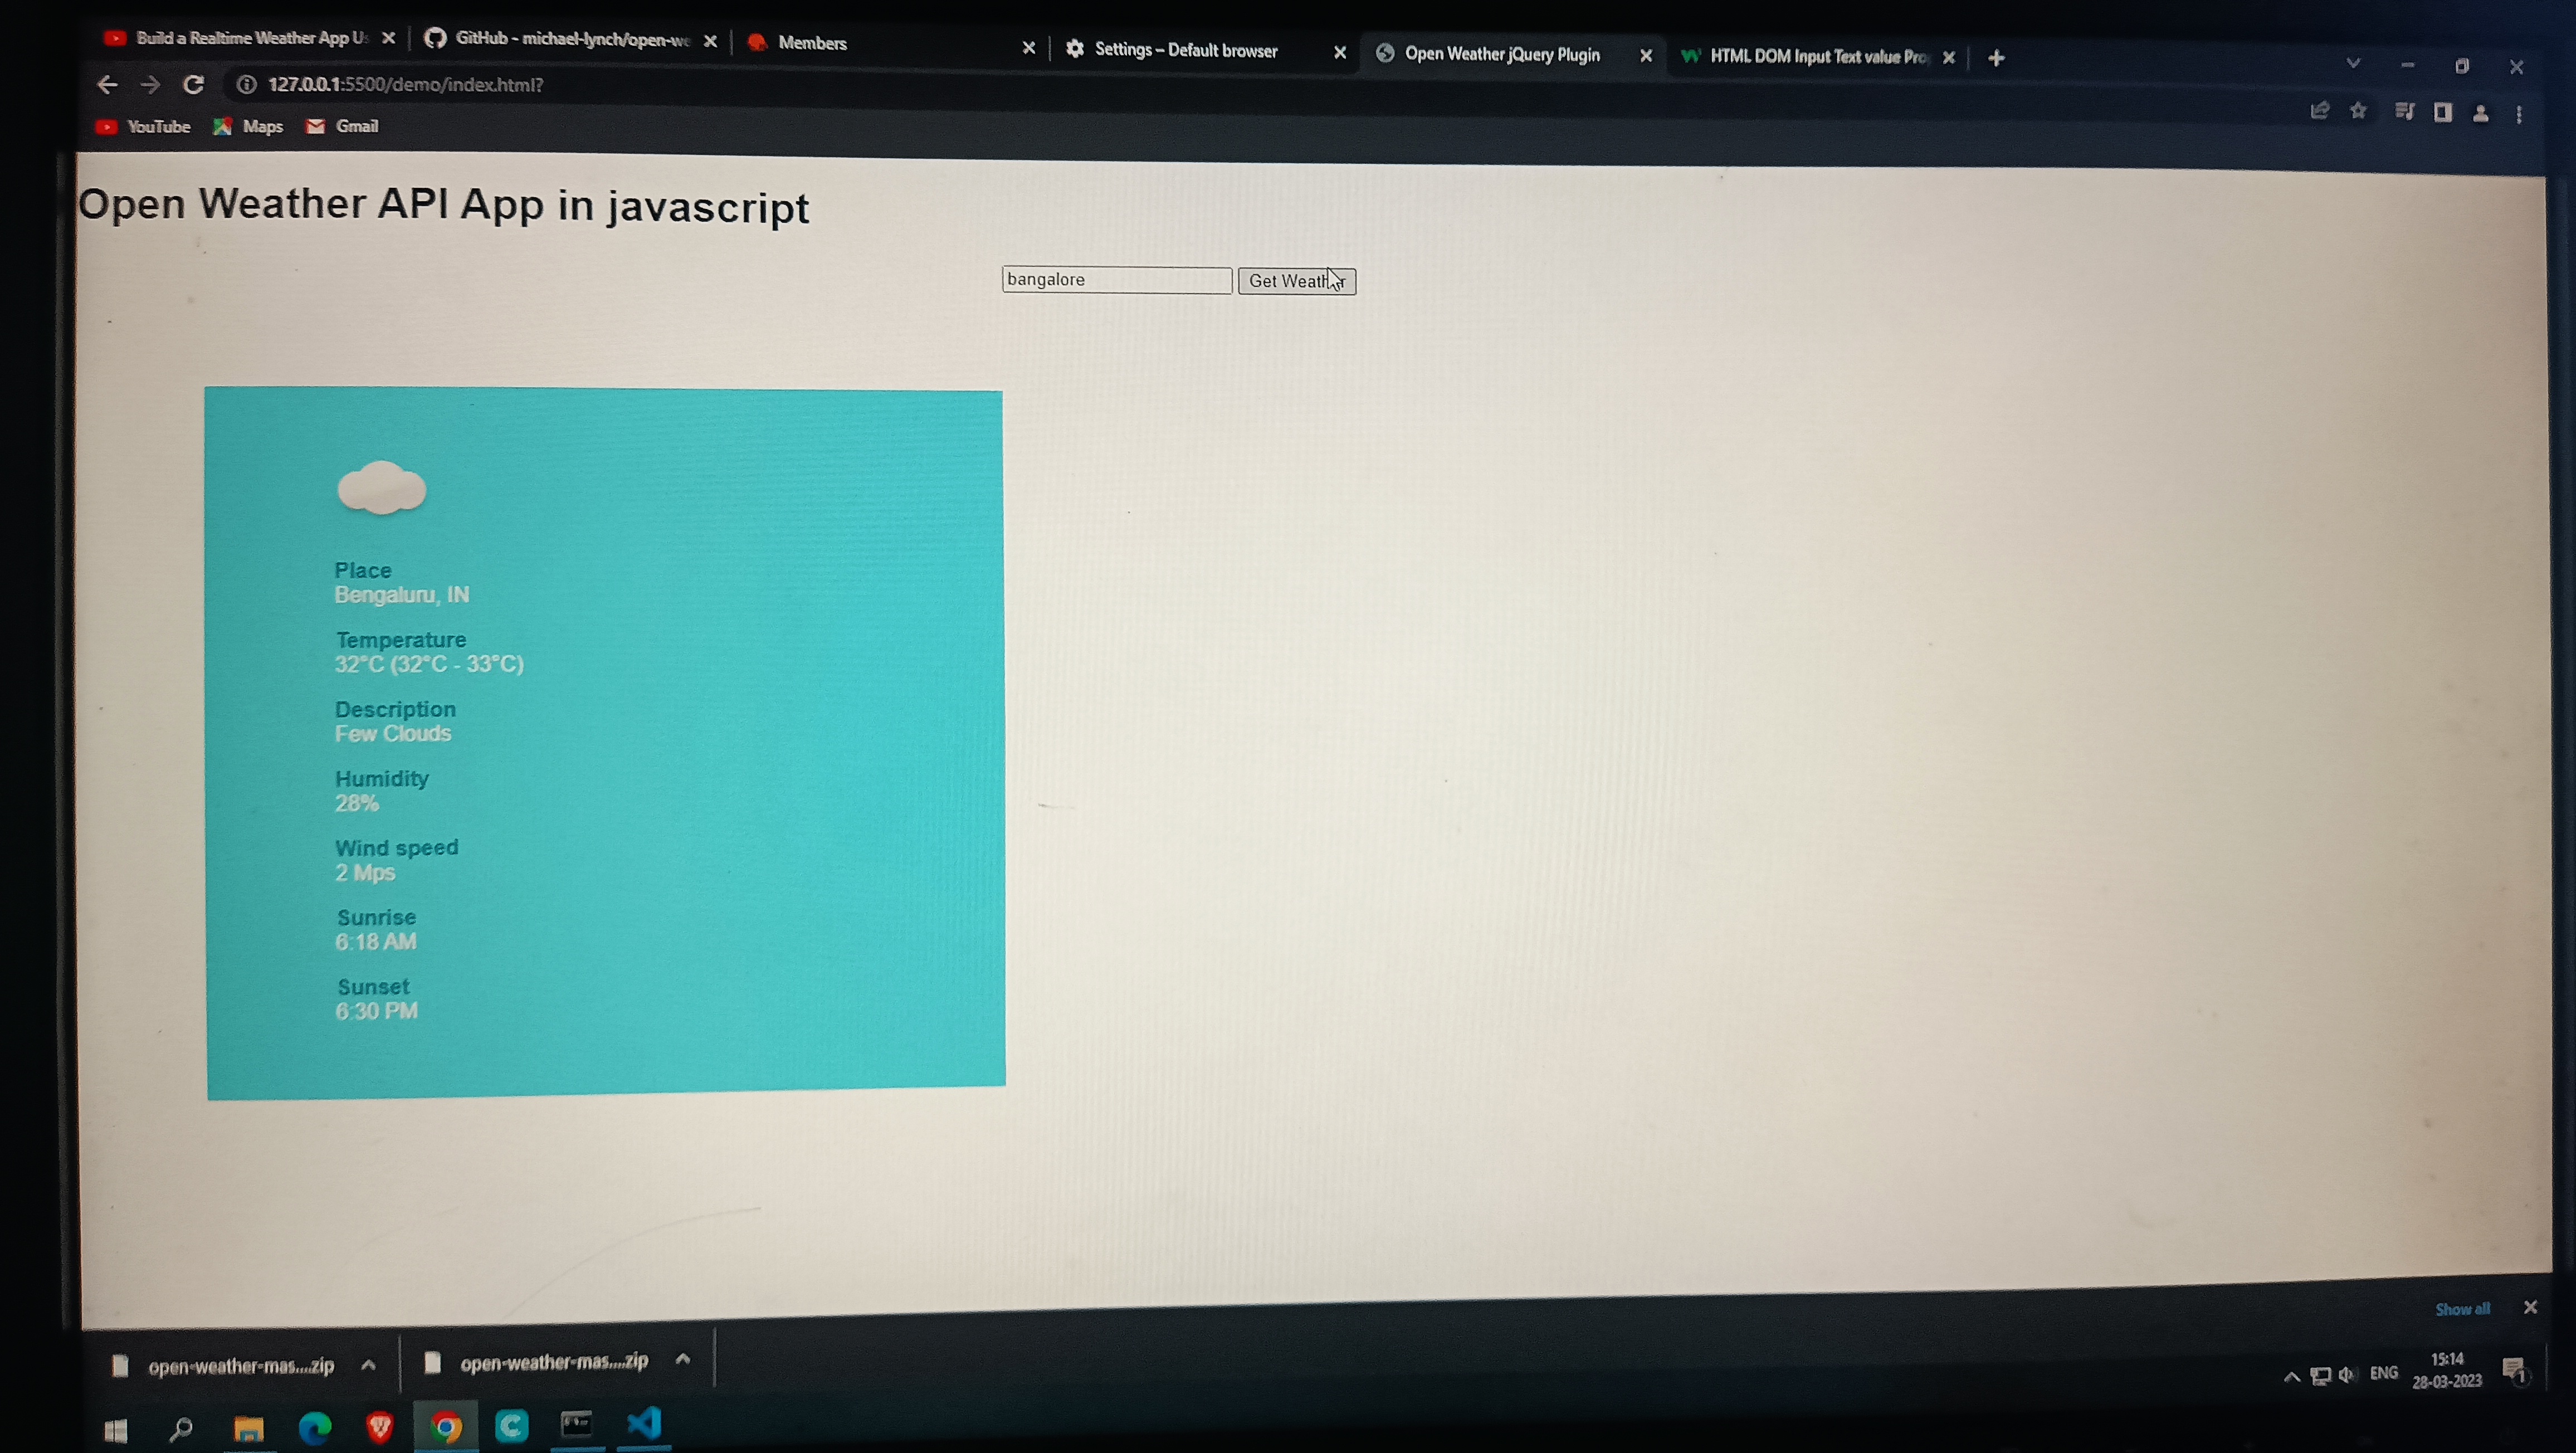 Build a Realtime Weather App Us
GitHub - michael-lynch/open-we
Members
Settings – Default browser
Open Weather jQuery Plugin
HTML DOM Input Text value Pro
127.0.0.1:5500/demo/index.html?
YouTube
Maps
Gmail
Open Weather API App in javascript
bangalore
Get Weather
Place
Bengaluru, IN
Temperature
32°C (32°C - 33°C)
Description
Few Clouds
Humidity
28%
Wind speed
2 Mps
Sunrise
6:18 AM
Sunset
6:30 PM
Show all
open-weather-mas....zip
open-weather-mas....zip
ENG
15:14
28-03-2023
1